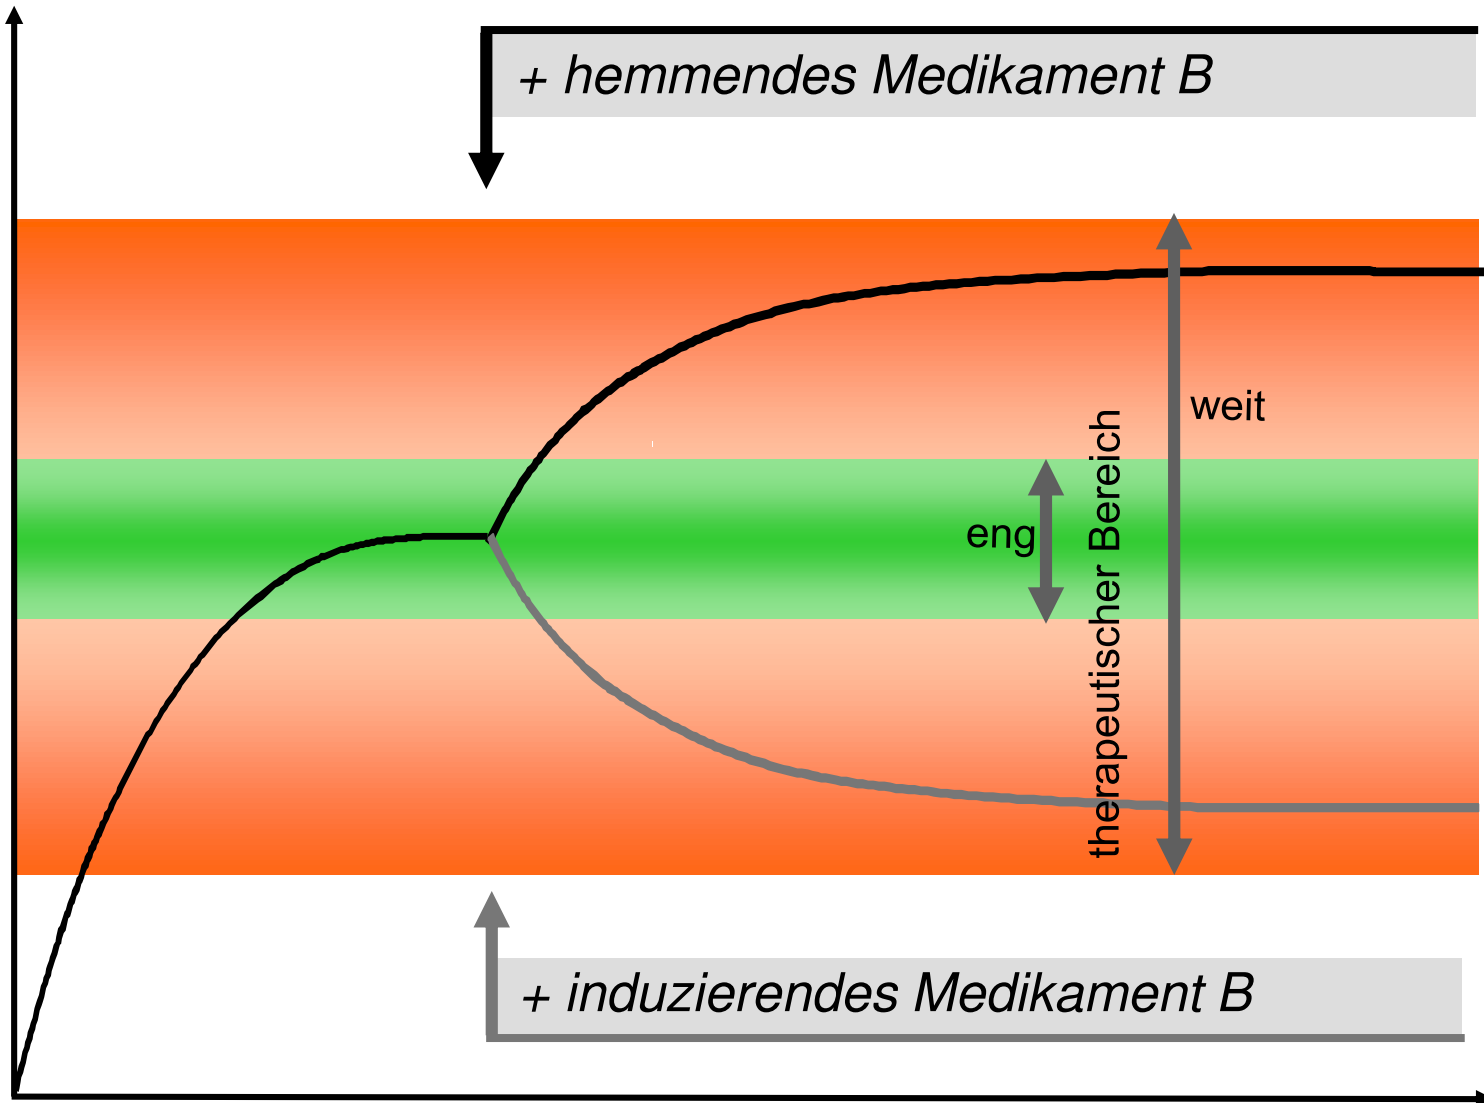 + hemmendes Medikament B
weit
eng
therapeutischer Bereich
+ induzierendes Medikament B